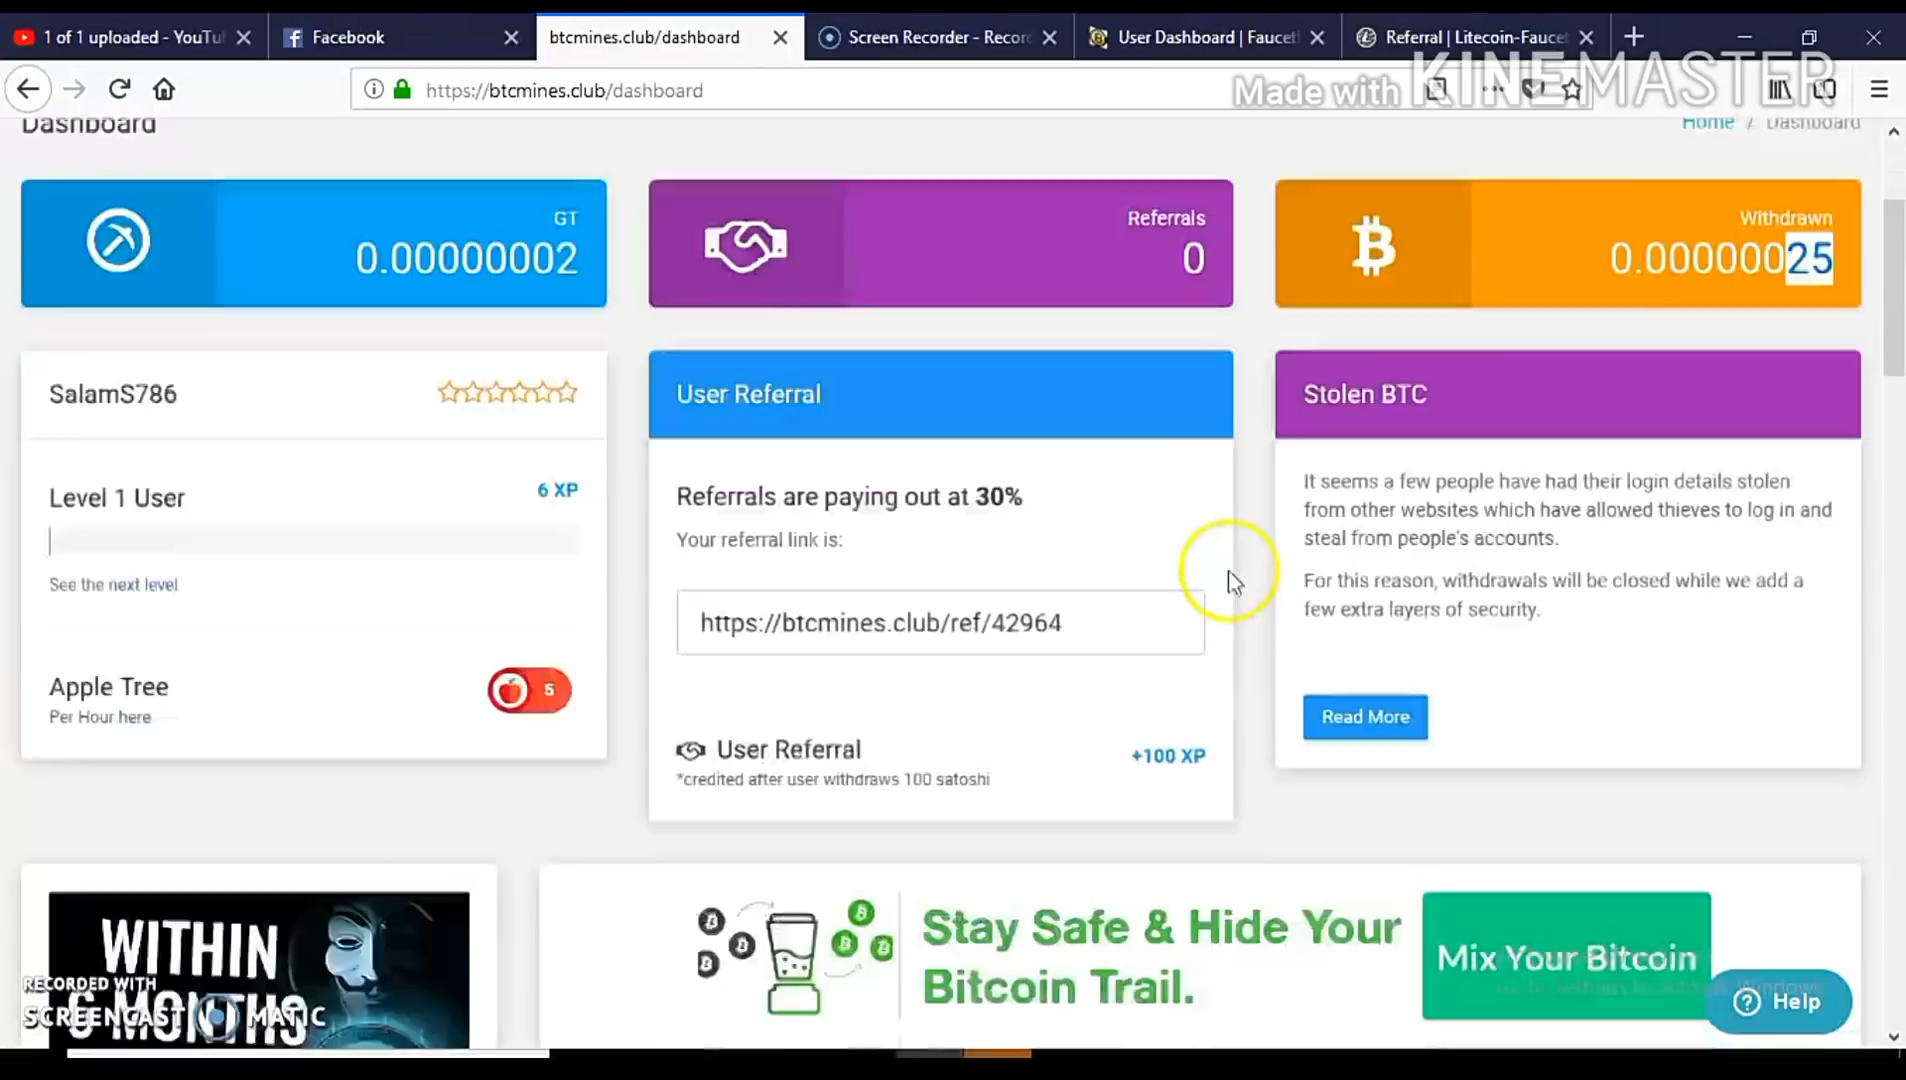 1 of 1 uploaded - YouTu
Facebook
btcmines.club/dashboard
Screen Recorder - Recor
User Dashboard | Faucet
Referral | Litecoin-Faucet
https://btcmines.club/dashboard
Made with KINEMASTER
Dashboard
Home / Dashboard
GT
0.00000002
Referrals
0
Withdrawn
0.00000025
SalamS786
Level 1 User
6 XP
See the next level
Apple Tree
5
Per Hour here
User Referral
Referrals are paying out at 30%
Your referral link is:
https://btcmines.club/ref/42964
User Referral
+100 XP
*credited after user withdraws 100 satoshi
Stolen BTC
It seems a few people have had their login details stolen
from other websites which have allowed thieves to log in and
steal from people's accounts.
For this reason, withdrawals will be closed while we add a
few extra layers of security.
Read More
WITHIN
6 MONTHS
RECORDED WITH
SCREENCAST MATIC
Stay Safe & Hide Your
Bitcoin Trail.
Mix Your Bitcoin
Help